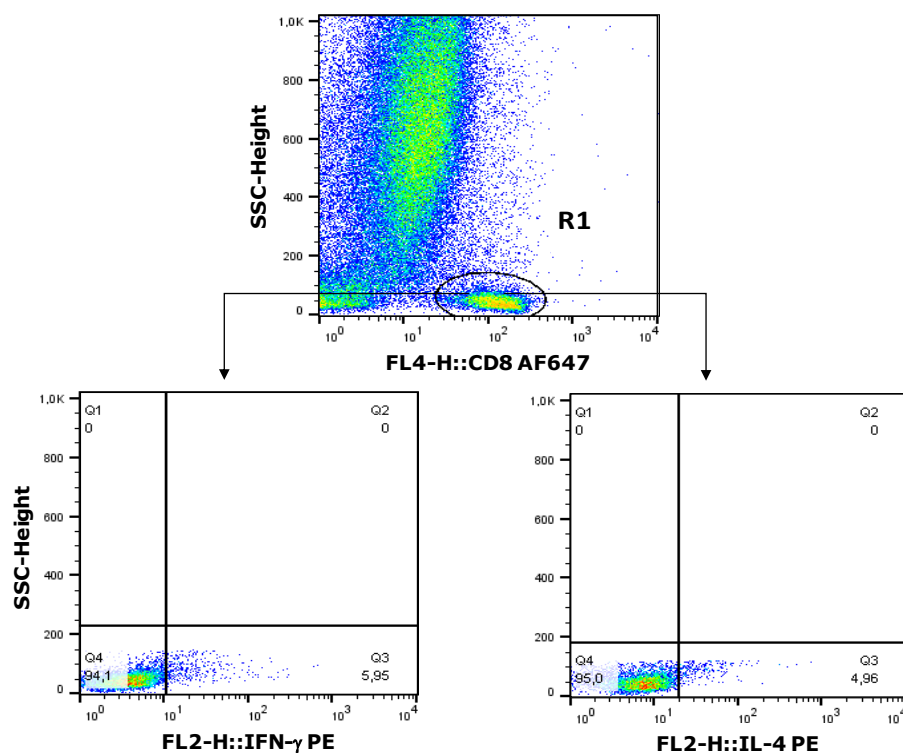 1,0K
800
600
400
200
0
SSC-Height
R1
10^0 10^1 10^2 10^3 10^4
FL4-H::CD8 AF647
1,0K
800
600
400
200
0
SSC-Height
Q1
0
Q2
0
Q4
94,1
Q3
5,95
10^0 10^1 10^2 10^3 10^4
FL2-H::IFN-γ PE
1,0K
800
600
400
200
0
Q1
0
Q2
0
Q4
95,0
Q3
4,96
10^0 10^1 10^2 10^3 10^4
FL2-H::IL-4 PE